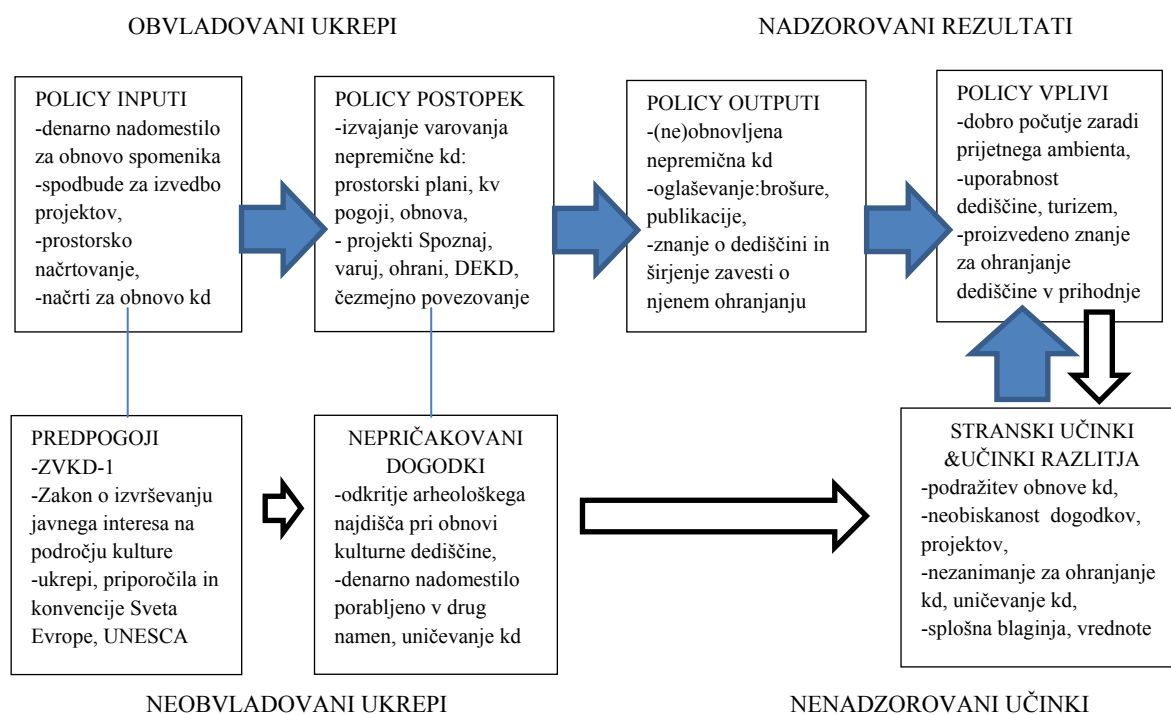 OBVLADOVANI UKREPI
NADZOROVANI REZULTATI
POLICY INPUTI
-denarno nadomestilo
za obnovo spomenika
-spodbude za izvedbo
projektov,
-prostorsko
načrtovanje,
-načrti za obnovo kd
POLICY POSTOPEK
-izvajanje varovanja
nepremične kd:
prostorski plani, kv
pogoji, obnova,
- projekti Spoznaj,
varuj, ohrani, DEKD,
čezmejno povezovanje
POLICY OUTPUTI
-(ne)obnovljena
nepremična kd
-oglaševanje:brošure,
publikacije,
-znanje o dediščini in
širjenje zavesti o
njenem ohranjanju
POLICY VPLIVI
-dobro počutje zaradi
prijetnega ambienta,
-uporabnost
dediščine, turizem,
-proizvedeno znanje
za ohranjanje
dediščine v prihodnje
PREDPOGOJI
-ZVKD-1
-Zakon o izvrševanju
javnega interesa na
področju kulture
-ukrepi, priporočila in
konvencije Sveta
Evrope, UNESCA
NEPRIČAKOVANI
DOGODKI
-odkritje arheološkega
najdišča pri obnovi
kulturne dediščine,
-denarno nadomestilo
porabljeno v drug
namen, uničevanje kd
STRANSKI UČINKI
&UČINKI RAZLITJA
-podražitev obnove kd,
-neobiskanost dogodkov,
projektov,
-nezanimanje za ohranjanje
kd, uničevanje kd,
-splošna blaginja, vrednote
NEOBVLADOVANI UKREPI
NENADZOROVANI UČINKI